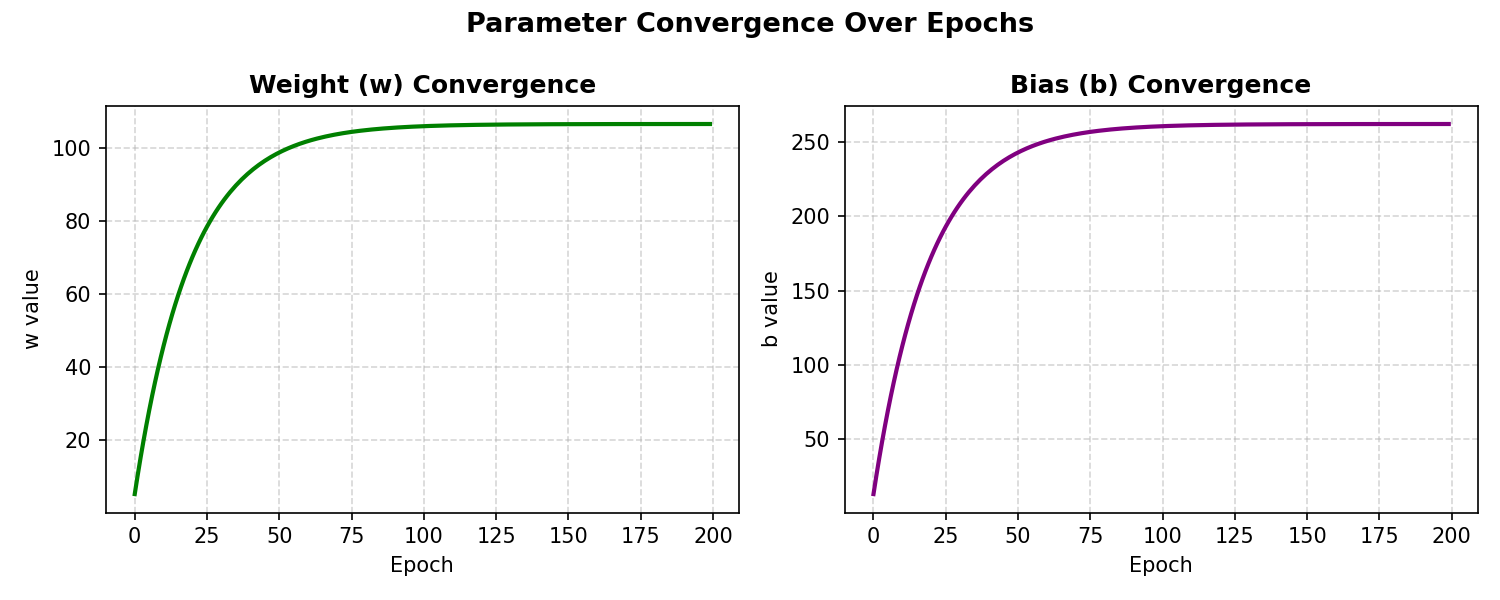 Parameter Convergence Over Epochs
Weight (w) Convergence
w value
100
80
60
40
20
0 25 50 75 100 125 150 175 200
Epoch
Bias (b) Convergence
b value
250
200
150
100
50
0 25 50 75 100 125 150 175 200
Epoch